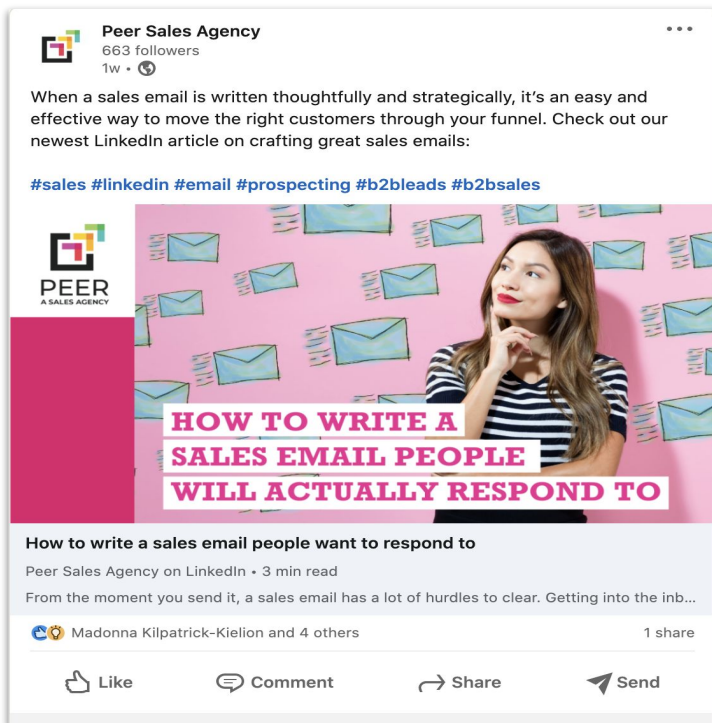 Peer Sales Agency
663 followers
1w •
When a sales email is written thoughtfully and strategically, it's an easy and
effective way to move the right customers through your funnel. Check out our
newest LinkedIn article on crafting great sales emails:
#sales #linkedin #email #prospecting #b2bleads #b2bsales
PEER
A SALES AGENCY
HOW TO WRITE A
SALES EMAIL PEOPLE
WILL ACTUALLY RESPOND TO
How to write a sales email people want to respond to
Peer Sales Agency on LinkedIn • 3 min read
From the moment you send it, a sales email has a lot of hurdles to clear. Getting into the inb...
Madonna Kilpatrick-Kielion and 4 others
1 share
Like
Comment
Share
Send